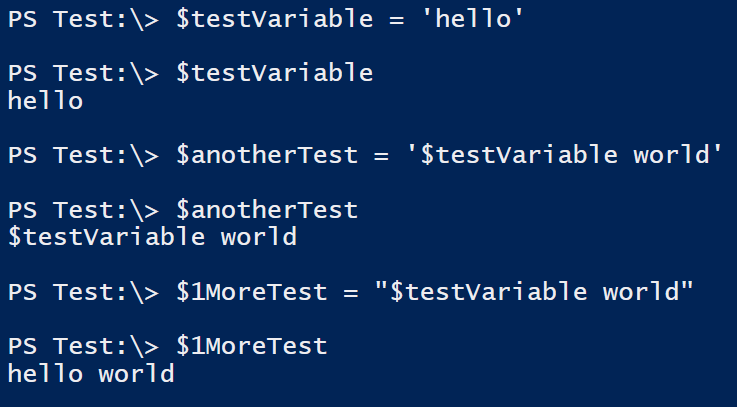 PS Test:\> $testVariable = 'hello'
PS Test:\> $testVariable
hello
PS Test:\> $anotherTest = '$testVariable world'
PS Test:\> $anotherTest
$testVariable world
PS Test:\> $1MoreTest = "$testVariable world"
PS Test:\> $1MoreTest
hello world